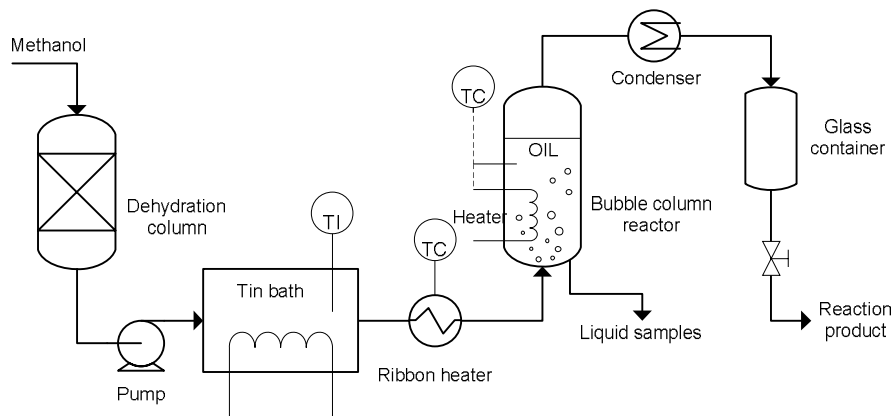 Methanol
Condenser
TC
OIL
Glass
container
Dehydration
column
TI
Heater
Bubble column
reactor
TC
Tin bath
Liquid samples
Reaction
product
Ribbon heater
Pump